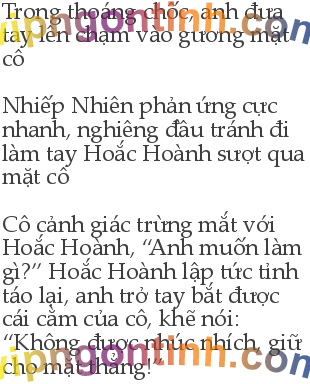 Trong thoáng chốc, anh đưa
tay lên chạm vào gương mặt
cô
Nhiếp Nhiên phản ứng cực
nhanh, nghiêng đầu tránh đi
làm tay Hoắc Hoành sượt qua
mặt cô
Cô cảnh giác trừng mắt với
Hoắc Hoành, “Anh muốn làm
gì?” Hoắc Hoành lập tức tỉnh
táo lại, anh trở tay bắt được
cái cằm của cô, khẽ nói:
“Không được nhúc nhích, giữ
cho mặt thẳng!”
vipngontinh.com
vipngontinh.com